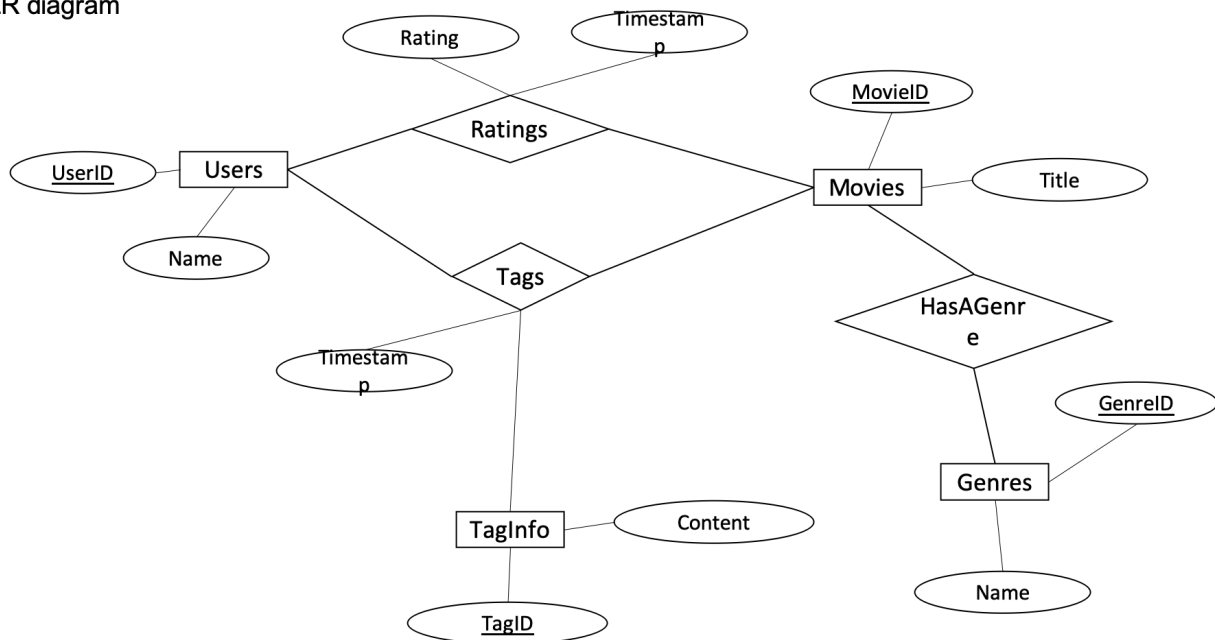 R diagram
Rating
Timestam
p
MovieID
Ratings
UserID
Users
Movies
Title
Name
Tags
HasAGenr
e
Timestam
p
GenreID
Genres
TagInfo
Content
Name
TagID